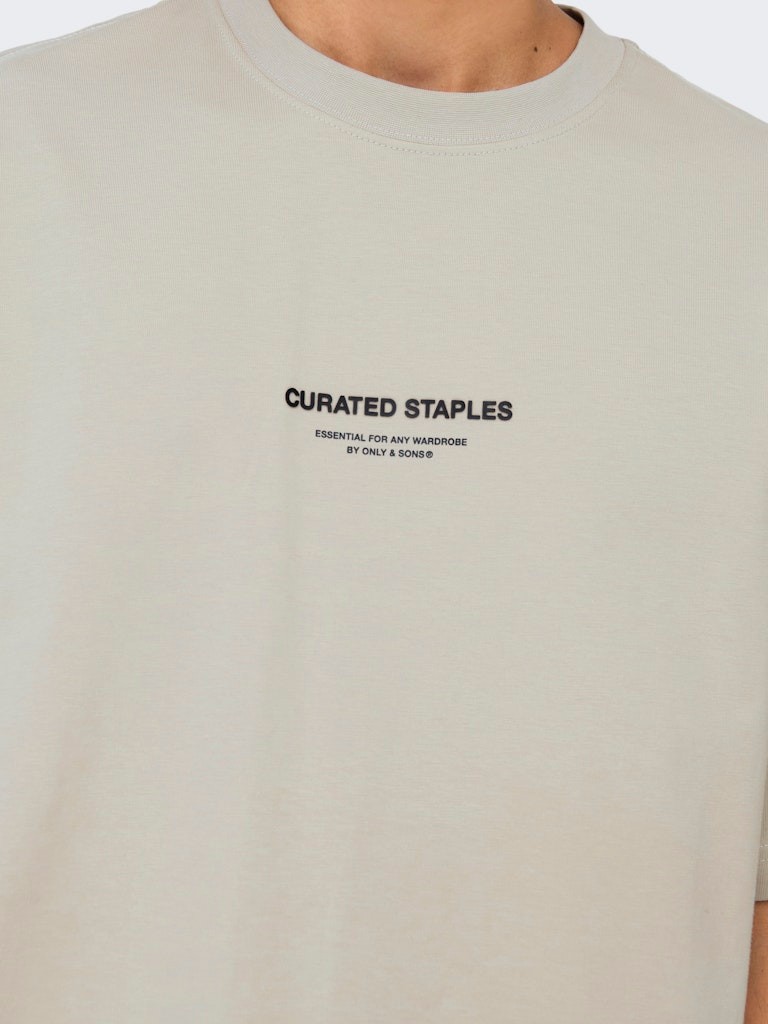 CURATED STAPLES
ESSENTIAL FOR ANY WARDROBE
BY ONLY & SONS®